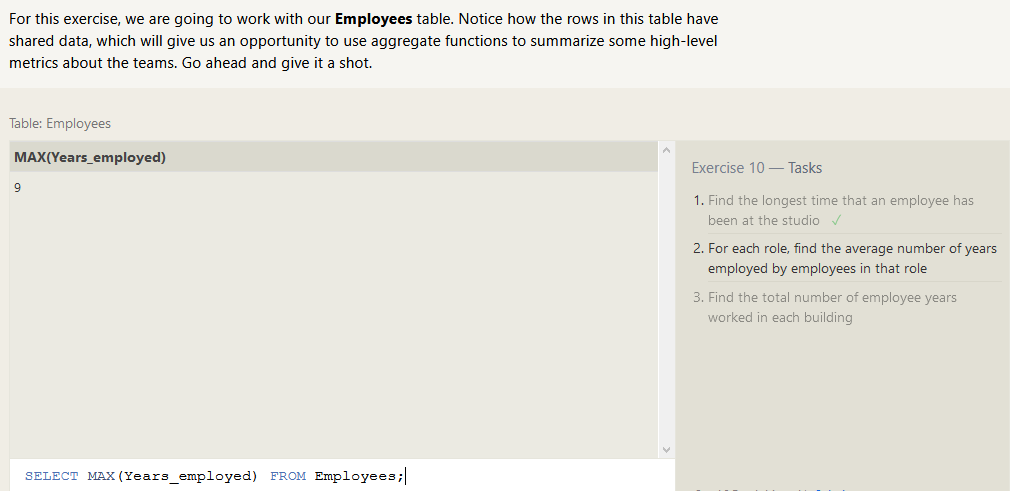 For this exercise, we are going to work with our Employees table. Notice how the rows in this table have
shared data, which will give us an opportunity to use aggregate functions to summarize some high-level
metrics about the teams. Go ahead and give it a shot.
Table: Employees
MAX(Years_employed)
9
SELECT MAX(Years_employed) FROM Employees;
Exercise 10 — Tasks
1. Find the longest time that an employee has
been at the studio ✓
2. For each role, find the average number of years
employed by employees in that role
3. Find the total number of employee years
worked in each building